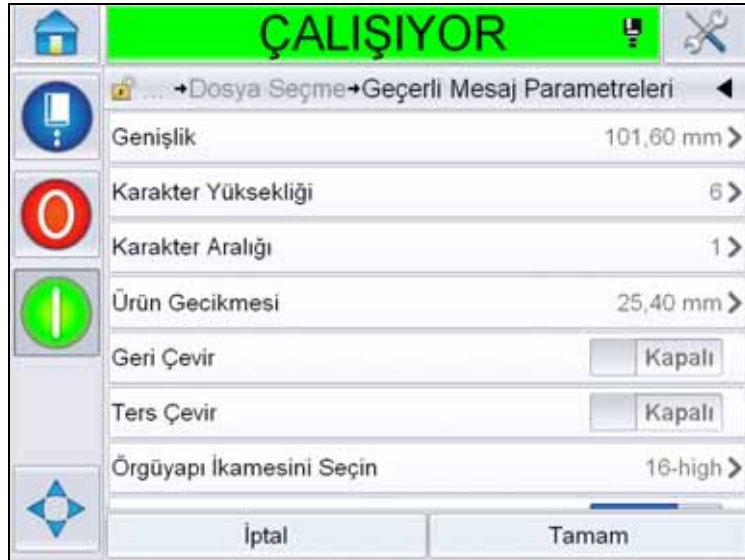 ÇALIŞIYOR
... →Dosya Seçme→Geçerli Mesaj Parametreleri
Genişlik 101,60 mm
Karakter Yüksekliği 6
Karakter Aralığı 1
Ürün Gecikmesi 25,40 mm
Geri Çevir Kapalı
Ters Çevir Kapalı
Örgüyapı İkamesini Seçin 16-high
İptal Tamam